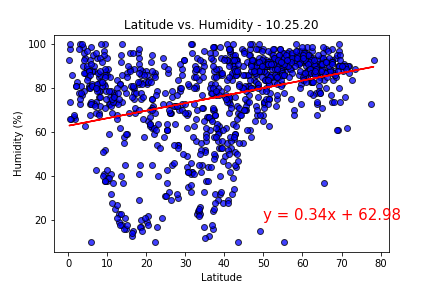 Latitude vs. Humidity - 10.25.20
100
80
60
40
20
Humidity (%)
y = 0.34x + 62.98
0 10 20 30 40 50 60 70 80
Latitude